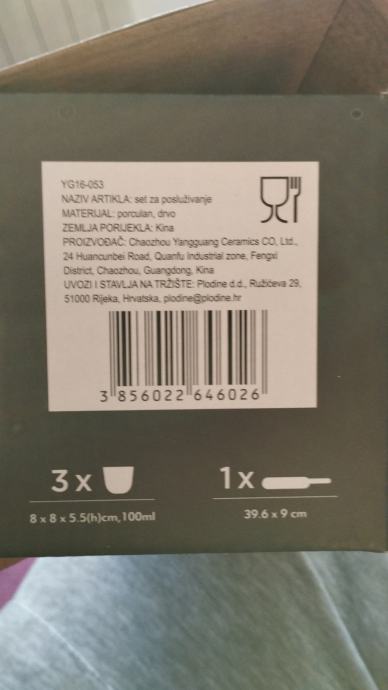 YG16-053
NAZIV ARTIKLA: set za posluživanje
MATERIJAL: porculan, drvo
ZEMLJA PORIJEKLA: Kina
PROIZVOĐAČ: Chaozhou Yangguang Ceramics CO, Ltd.,
24 Huancunbei Road, Quanfu Industrial zone, Fengxi
District, Chaozhou, Guangdong, Kina
UVOZI I STAVLJA NA TRŽIŠTE: Plodine d.d., Ružićeva 29,
51000 Rijeka, Hrvatska, plodine@plodine.hr
3 856022 646026
3 x
8 x 8 x 5.5(h)cm,100ml
1 x
39.6 x 9 cm